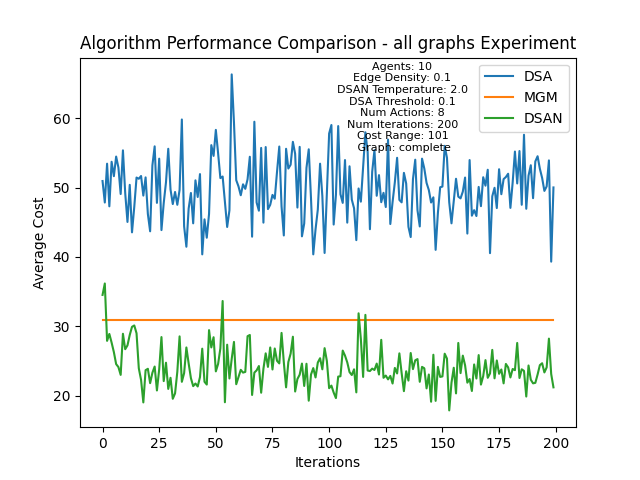 Algorithm Performance Comparison - all graphs Experiment
Agents: 10
Edge Density: 0.1
DSAN Temperature: 2.0
DSA Threshold: 0.1
Num Actions: 8
Num Iterations: 200
Cost Range: 101
Graph: complete
DSA
MGM
DSAN
Average Cost
60
50
40
30
20
0
25
50
75
100
125
150
175
200
Iterations